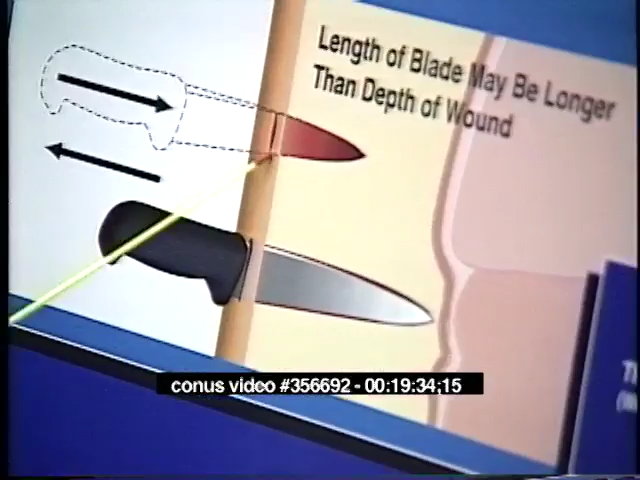 Length of Blade May Be Longer
Than Depth of Wound
conus video #356692 - 00:19:34;15